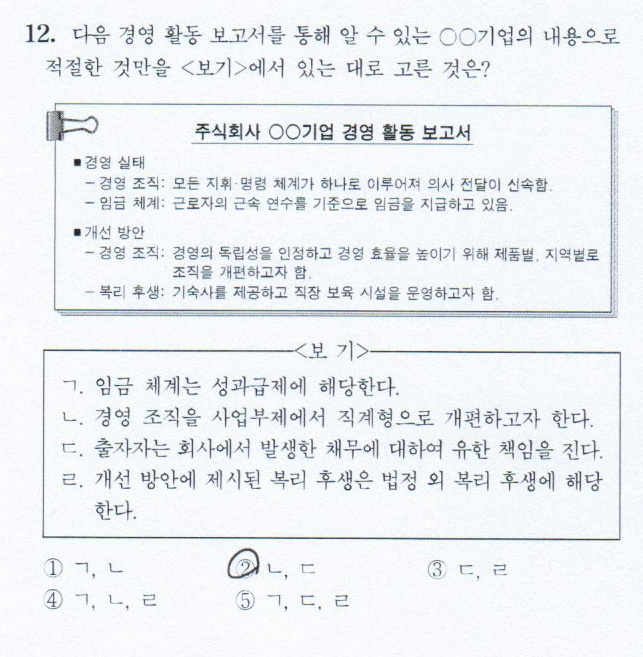 12. 다음 경영 활동 보고서를 통해 알 수 있는 ○○기업의 내용으로
적절한 것만을 <보기>에서 있는 대로 고른 것은?
주식회사 ○○기업 경영 활동 보고서
■ 경영 실태
– 경영 조직: 모든 지휘·명령 체계가 하나로 이루어져 의사 전달이 신속함.
– 임금 체계: 근로자의 근속 연수를 기준으로 임금을 지급하고 있음.
■ 개선 방안
– 경영 조직: 경영의 독립성을 인정하고 경영 효율을 높이기 위해 제품별, 지역별로
조직을 개편하고자 함.
– 복리 후생: 기숙사를 제공하고 직장 보육 시설을 운영하고자 함.
<보 기>
ㄱ. 임금 체계는 성과급제에 해당한다.
ㄴ. 경영 조직을 사업부제에서 직계형으로 개편하고자 한다.
ㄷ. 출자자는 회사에서 발생한 채무에 대하여 유한 책임을 진다.
ㄹ. 개선 방안에 제시된 복리 후생은 법정 외 복리 후생에 해당
한다.
① ㄱ, ㄴ ② ㄴ, ㄷ ③ ㄷ, ㄹ
④ ㄱ, ㄴ, ㄹ ⑤ ㄱ, ㄷ, ㄹ